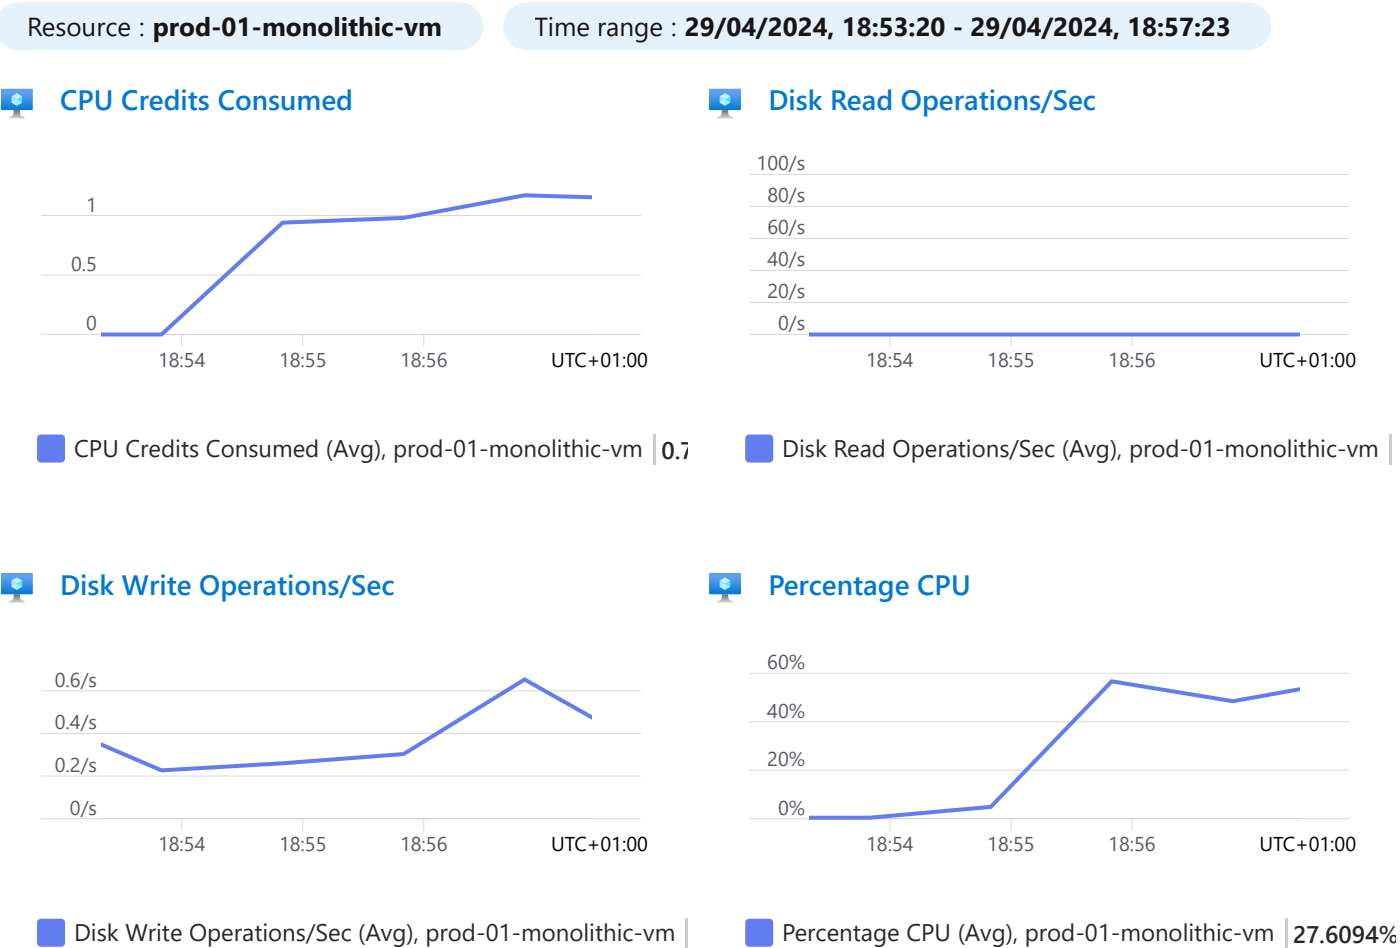 Resource : prod-01-monolithic-vm
Time range : 29/04/2024, 18:53:20 - 29/04/2024, 18:57:23
CPU Credits Consumed
1
0.5
0
18:54 18:55 18:56 UTC+01:00
CPU Credits Consumed (Avg), prod-01-monolithic-vm 0.7
Disk Read Operations/Sec
100/s
80/s
60/s
40/s
20/s
0/s
18:54 18:55 18:56 UTC+01:00
Disk Read Operations/Sec (Avg), prod-01-monolithic-vm
Disk Write Operations/Sec
0.6/s
0.4/s
0.2/s
0/s
18:54 18:55 18:56 UTC+01:00
Disk Write Operations/Sec (Avg), prod-01-monolithic-vm
Percentage CPU
60%
40%
20%
0%
18:54 18:55 18:56 UTC+01:00
Percentage CPU (Avg), prod-01-monolithic-vm 27.6094%